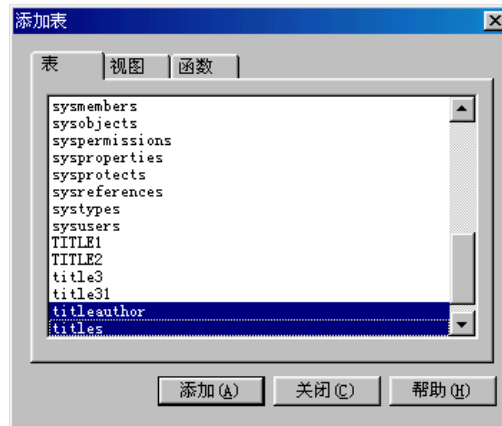 添加表
表 视图 函数
sysmembers
sysobjects
syspermissions
sysproperties
sysprotects
sysreferences
systypes
sysusers
TITLE1
TITLE2
title3
title31
titleauthor
titles
添加(A) 关闭(C) 帮助(H)